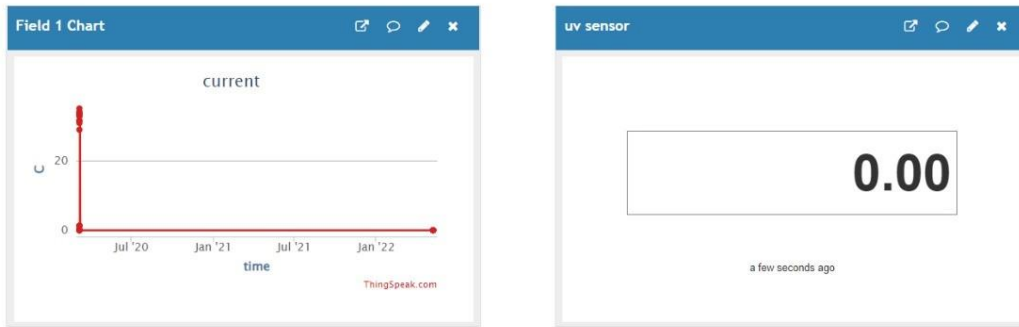 Field 1 Chart
current
C
20
0
Jul '20
Jan '21
Jul '21
Jan '22
time
ThingSpeak.com
uv sensor
0.00
a few seconds ago